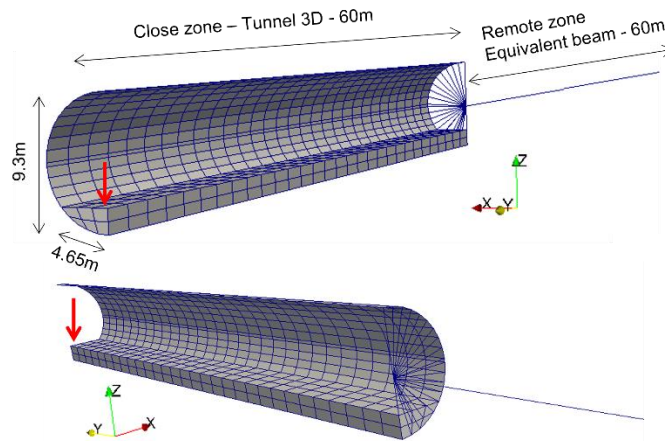 Close zone – Tunnel 3D - 60m
Remote zone
Equivalent beam - 60m
9.3m
4.65m
Z
X
Y
Z
Y
X